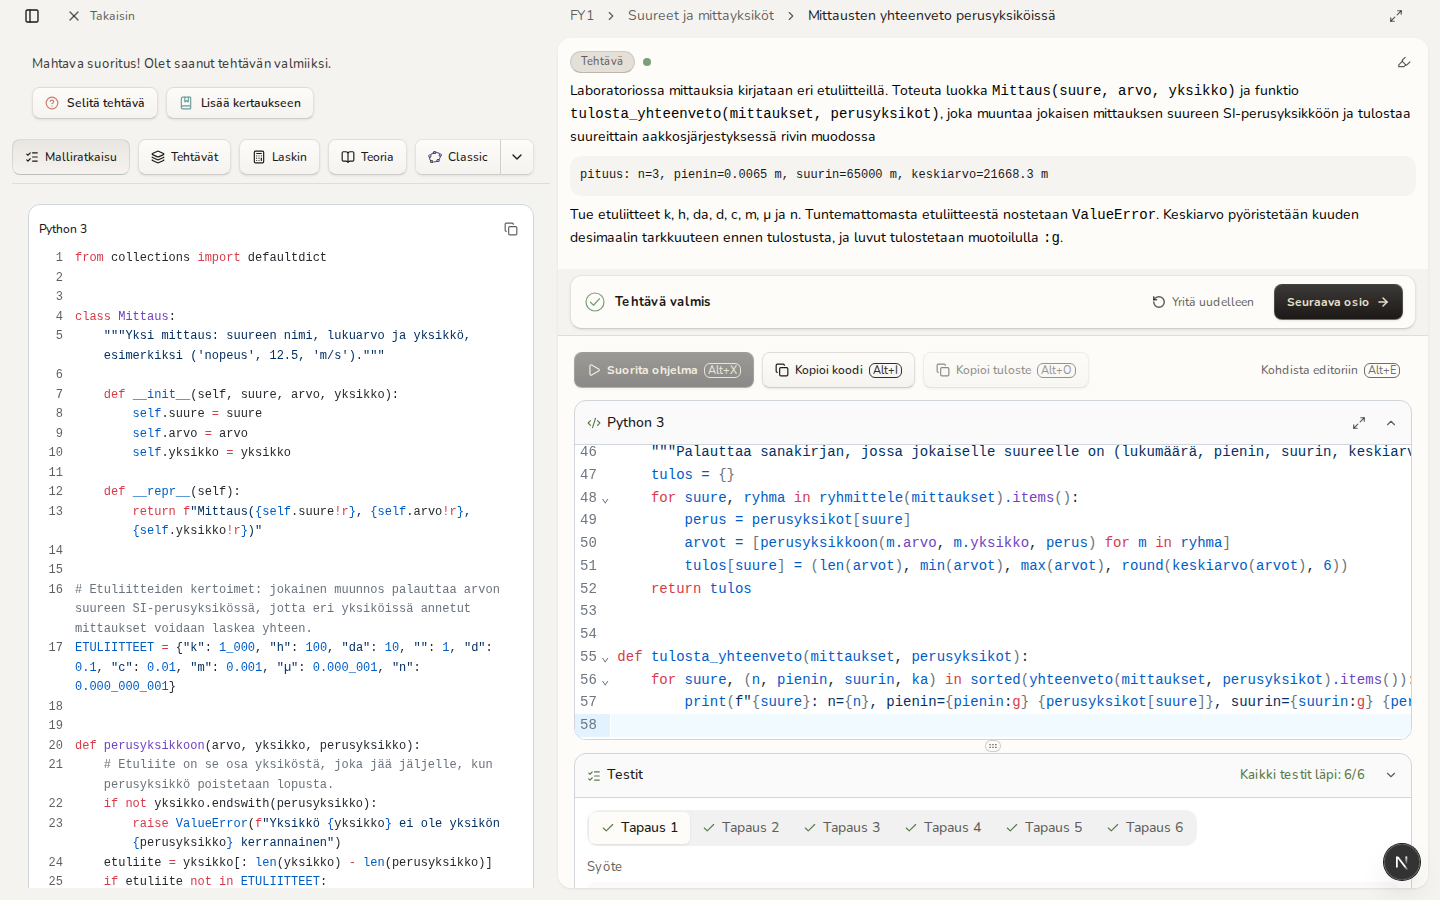 Takaisin
FY1 > Suureet ja mittayksiköt > Mittausten yhteenveto perusyksiköissä
Mahtava suoritus! Olet saanut tehtävän valmiiksi.
Selitä tehtävä
Lisää kertaukseen
Malliratkaisu
Tehtävät
Laskin
Teoria
Classic
Python 3
1 from collections import defaultdict
2
3
4 class Mittaus:
5 """Yksi mittaus: suureen nimi, lukuarvo ja yksikkö,
esimerkiksi ('nopeus', 12.5, 'm/s')."""
6
7 def __init__(self, suure, arvo, yksikko):
8 self.suure = suure
9 self.arvo = arvo
10 self.yksikko = yksikko
11
12 def __repr__(self):
13 return f"Mittaus({self.suure!r}, {self.arvo!r},
{self.yksikko!r})"
14
15
16 # Etuliitteiden kertoimet: jokainen muunnos palauttaa arvon
suureen SI-perusyksikössä, jotta eri yksiköissä annetut
mittaukset voidaan laskea yhteen.
17 ETULIITTEET = {"k": 1_000, "h": 100, "da": 10, "": 1, "d":
0.1, "c": 0.01, "m": 0.001, "µ": 0.000_001, "n":
0.000_000_001}
18
19
20 def perusyksikkoon(arvo, yksikko, perusyksikko):
21 # Etuliite on se osa yksiköstä, joka jää jäljelle, kun
perusyksikkö poistetaan lopusta.
22 if not yksikko.endswith(perusyksikko):
23 raise ValueError(f"Yksikkö {yksikko} ei ole yksikön
{perusyksikko} kerrannainen")
24 etuliite = yksikko[: len(yksikko) - len(perusyksikko)]
25 if etuliite not in ETULIITTEET:
Tehtävä
Laboratoriossa mittauksia kirjataan eri etuliitteillä. Toteuta luokka Mittaus(suure, arvo, yksikko) ja funktio
tulosta_yhteenveto(mittaukset, perusyksikot), joka muuntaa jokaisen mittauksen suureen SI-perusyksikköön ja tulostaa
suureittain aakkosjärjestyksessä rivin muodossa
pituus: n=3, pienin=0.0065 m, suurin=65000 m, keskiarvo=21668.3 m
Tue etuliitteet k, h, da, d, c, m, µ ja n. Tuntemattomasta etuliitteestä nostetaan ValueError. Keskiarvo pyöristetään kuuden
desimaalin tarkkuuteen ennen tulostusta, ja luvut tulostetaan muotoilulla :g.
Tehtävä valmis
Yritä uudelleen
Seuraava osio
Suorita ohjelma Alt+X
Kopioi koodi Alt+I
Kopioi tuloste Alt+O
Kohdista editoriin Alt+E
Python 3
46 """Palauttaa sanakirjan, jossa jokaiselle suureelle on (lukumäärä, pienin, suurin, keskiarv
47 tulos = {}
48 for suure, ryhma in ryhmittele(mittaukset).items():
49 perus = perusyksikot[suure]
50 arvot = [perusyksikkoon(m.arvo, m.yksikko, perus) for m in ryhma]
51 tulos[suure] = (len(arvot), min(arvot), max(arvot), round(keskiarvo(arvot), 6))
52 return tulos
53
54
55 def tulosta_yhteenveto(mittaukset, perusyksikot):
56 for suure, (n, pienin, suurin, ka) in sorted(yhteenveto(mittaukset, perusyksikot).items()):
57 print(f"{suure}: n={n}, pienin={pienin:g} {perusyksikot[suure]}, suurin={suurin:g} {per
58
Testit
Kaikki testit läpi: 6/6
Tapaus 1
Tapaus 2
Tapaus 3
Tapaus 4
Tapaus 5
Tapaus 6
Syöte
N